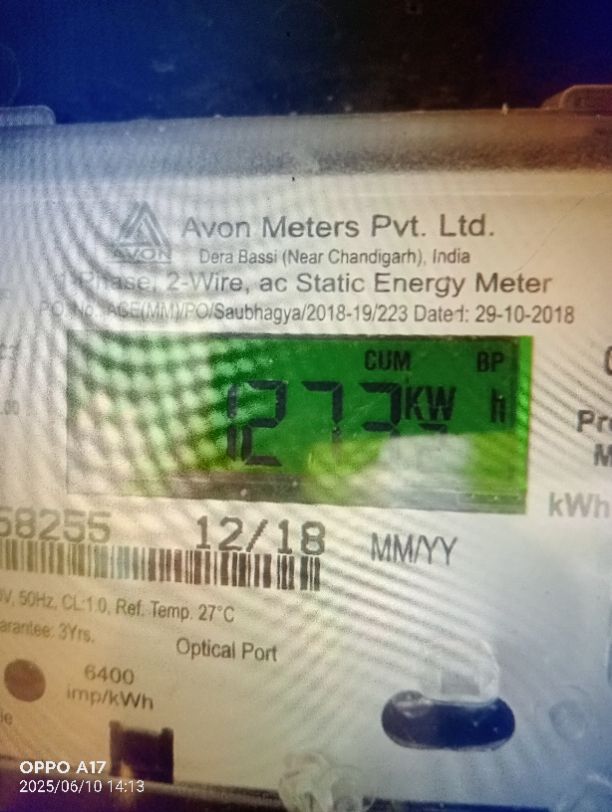 AVON
Avon Meters Pvt. Ltd.
Dera Bassi (Near Chandigarh), India
Phase, 2-Wire, ac Static Energy Meter
PO No. AGE(MM)/PO/Saubhagya/2018-19/223 Dated: 29-10-2018
CUM BP
KW h
58255 12/18 MM/YY
kWh
V, 50Hz, CL:1.0, Ref. Temp. 27°C
arantee: 3Yrs.
Optical Port
6400
imp/kWh
OPPO A17
2025/06/10 14:13